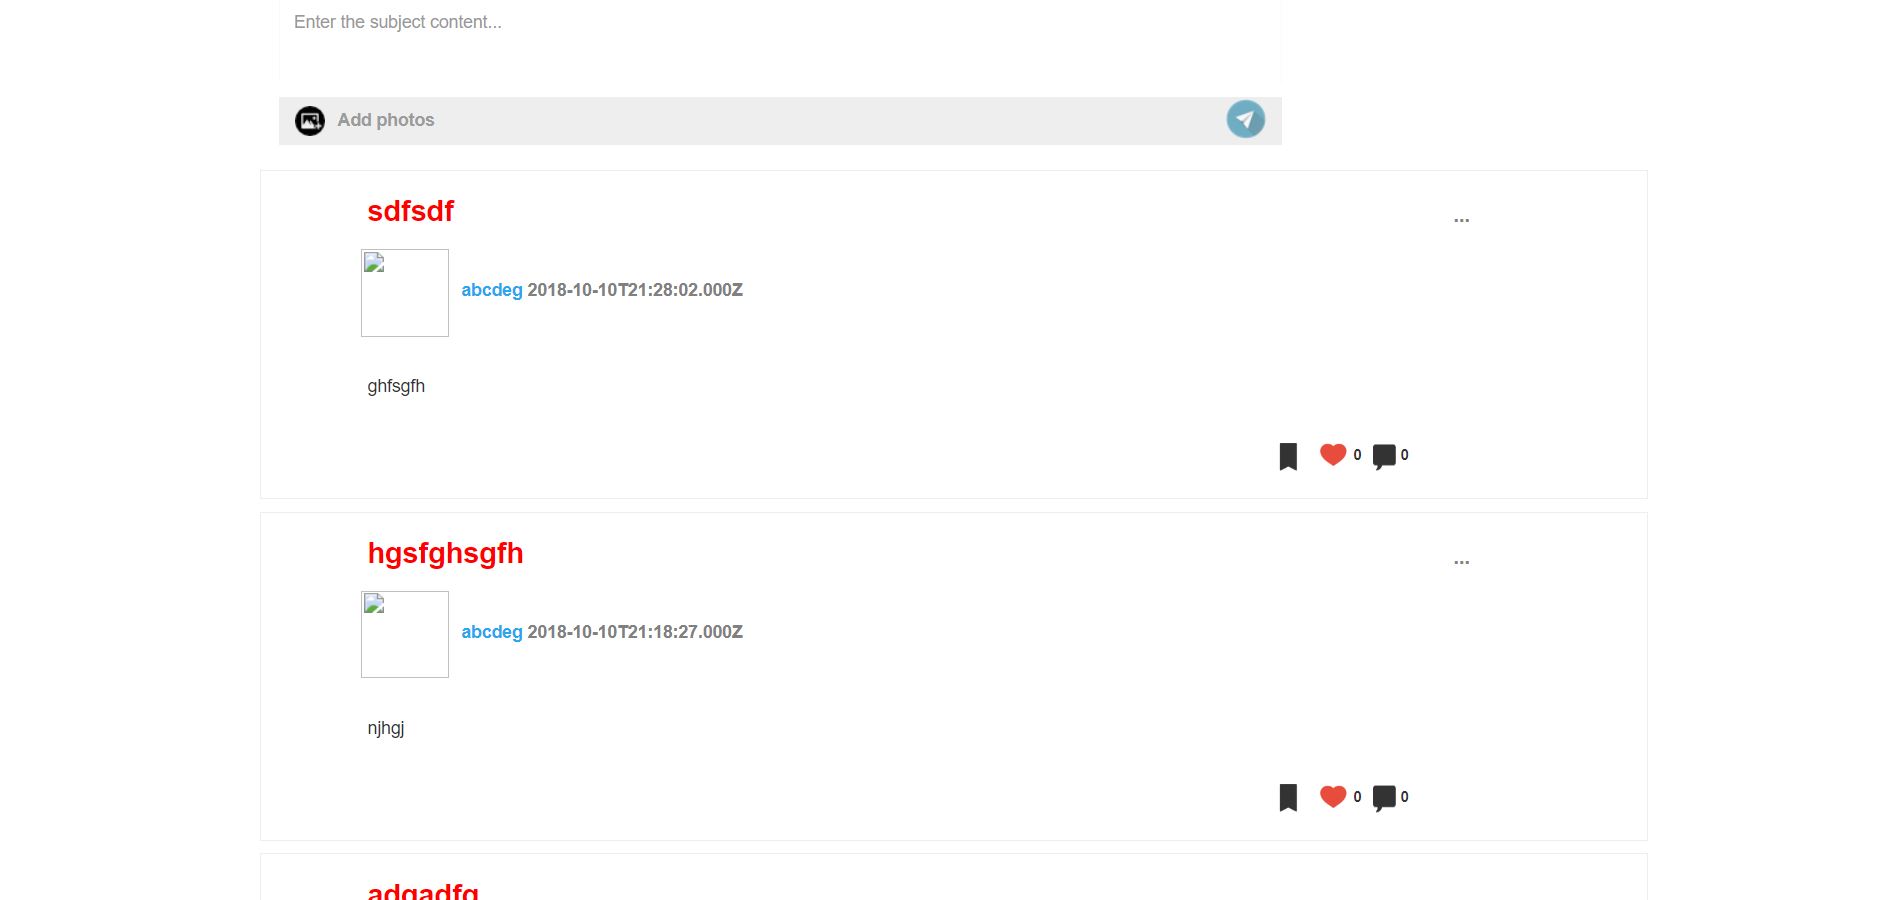 Enter the subject content...
Add photos
sdfsdf
...
abcdeg 2018-10-10T21:28:02.000Z
ghfsgfh
0 0
hgsfghsgfh
...
abcdeg 2018-10-10T21:18:27.000Z
njhgj
0 0